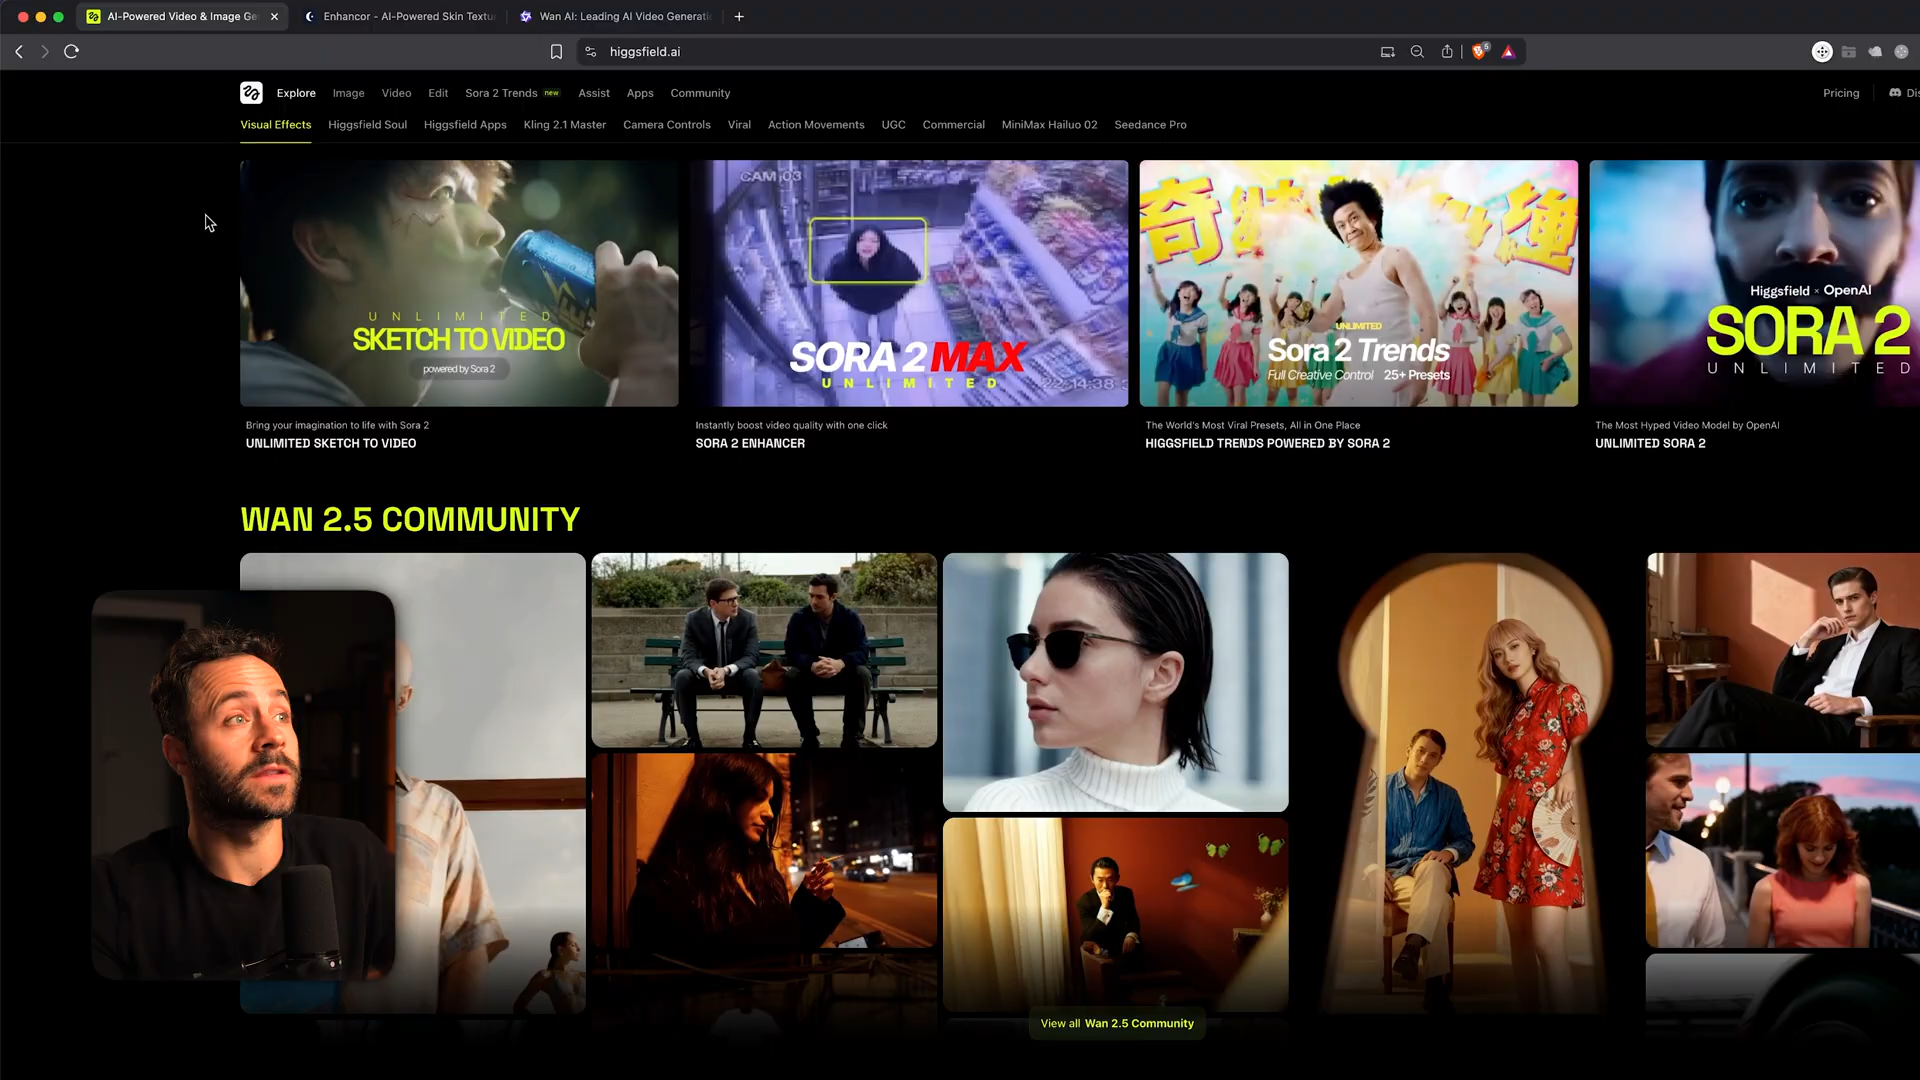 AI-Powered Video & Image Ge
Enhancor - AI-Powered Skin Textu
Wan AI: Leading AI Video Generati
higgsfield.ai
5
Explore
Image
Video
Edit
Sora 2 Trends new
Assist
Apps
Community
Pricing
Dis
Visual Effects
Higgsfield Soul
Higgsfield Apps
Kling 2.1 Master
Camera Controls
Viral
Action Movements
UGC
Commercial
MiniMax Hailuo 02
Seedance Pro
UNLIMITED
SKETCH TO VIDEO
powered by Sora 2
CAM 03
SORA 2 MAX
UNLIMITED
22:14:38
UNLIMITED
Sora 2 Trends
Full Creative Control 25+ Presets
Higgsfield × OpenAI
SORA 2
UNLIMITED
Bring your imagination to life with Sora 2
UNLIMITED SKETCH TO VIDEO
Instantly boost video quality with one click
SORA 2 ENHANCER
The World's Most Viral Presets, All in One Place
HIGGSFIELD TRENDS POWERED BY SORA 2
The Most Hyped Video Model by OpenAI
UNLIMITED SORA 2
WAN 2.5 COMMUNITY
View all Wan 2.5 Community